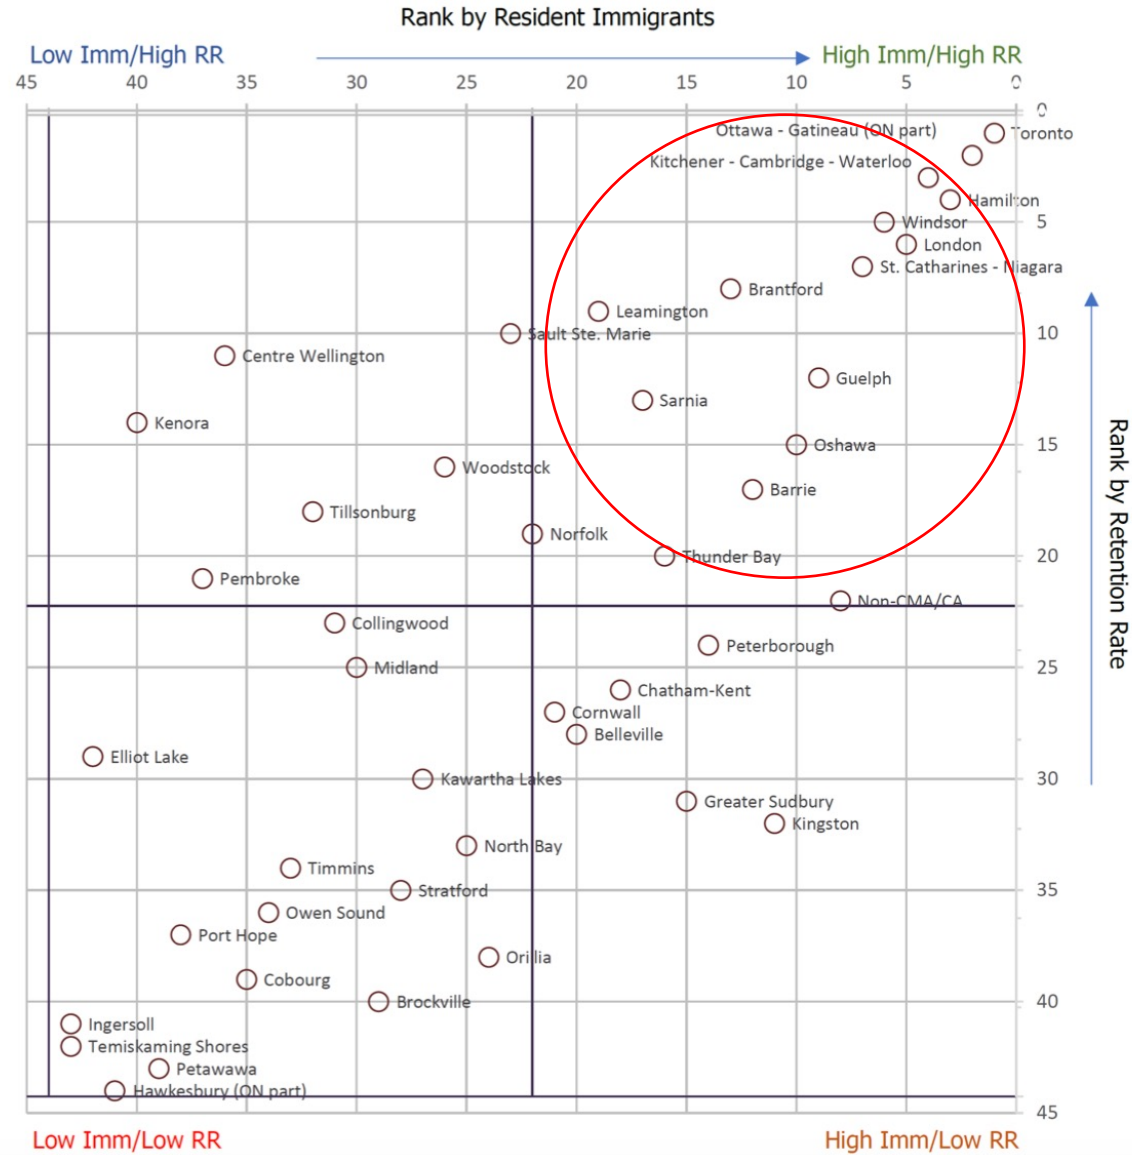 Rank by Resident Immigrants
Low Imm/High RR
High Imm/High RR
45 40 35 30 25 20 15 10 5 0
0
Ottawa - Gatineau (ON part)
Toronto
Kitchener - Cambridge - Waterloo
Hamilton
Windsor
5
London
St. Catharines - Niagara
Brantford
Leamington
Sault Ste. Marie
10
Centre Wellington
Guelph
Sarnia
Kenora
Oshawa
15
Woodstock
Barrie
Tillsonburg
Norfolk
Thunder Bay
20
Pembroke
Non-CMA/CA
Collingwood
Peterborough
Midland
25
Chatham-Kent
Cornwall
Belleville
Elliot Lake
Kawartha Lakes
30
Greater Sudbury
Kingston
North Bay
Timmins
Stratford
35
Owen Sound
Port Hope
Orillia
Cobourg
Brockville
40
Ingersoll
Temiskaming Shores
Petawawa
Hawkesbury (ON part)
45
Rank by Retention Rate
Low Imm/Low RR
High Imm/Low RR